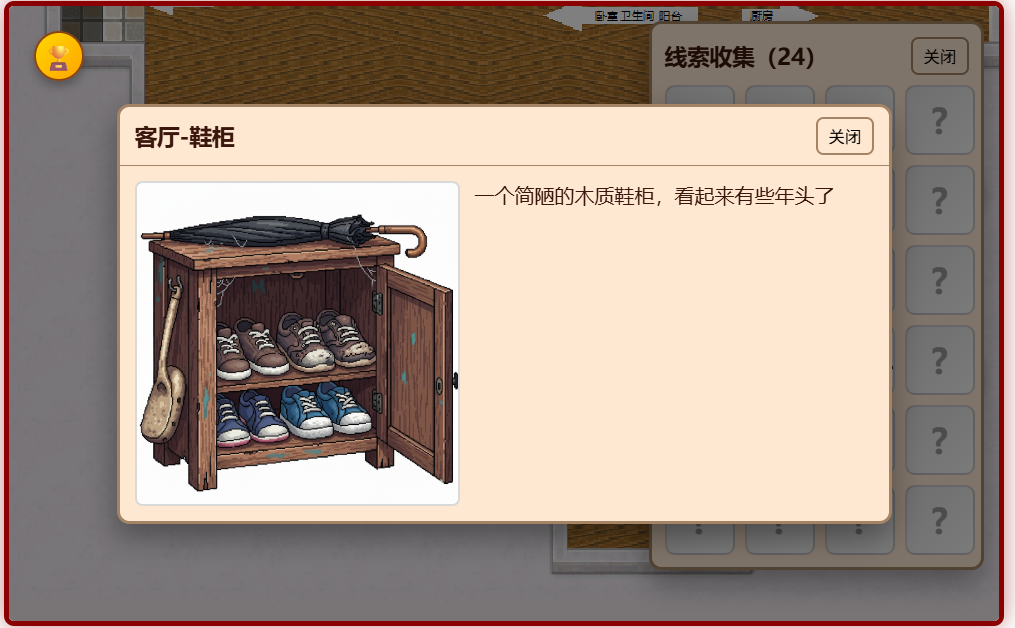 卧室 卫生间 阳台
厨房
线索收集（24）
关闭
客厅-鞋柜
关闭
一个简陋的木质鞋柜，看起来有些年头了
?
?
?
?
?
?